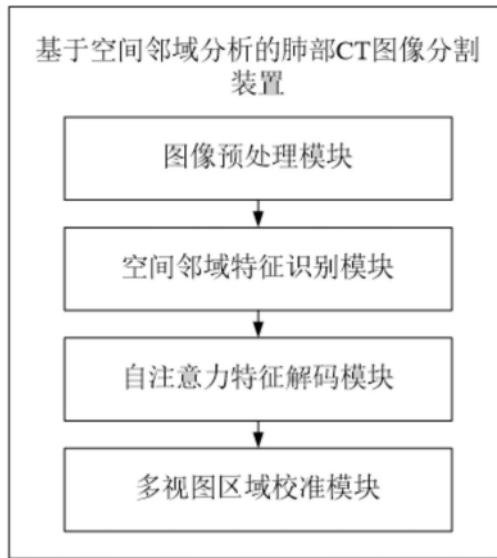 基于空间邻域分析的肺部CT图像分割
装置
图像预处理模块
空间邻域特征识别模块
自注意力特征解码模块
多视图区域校准模块